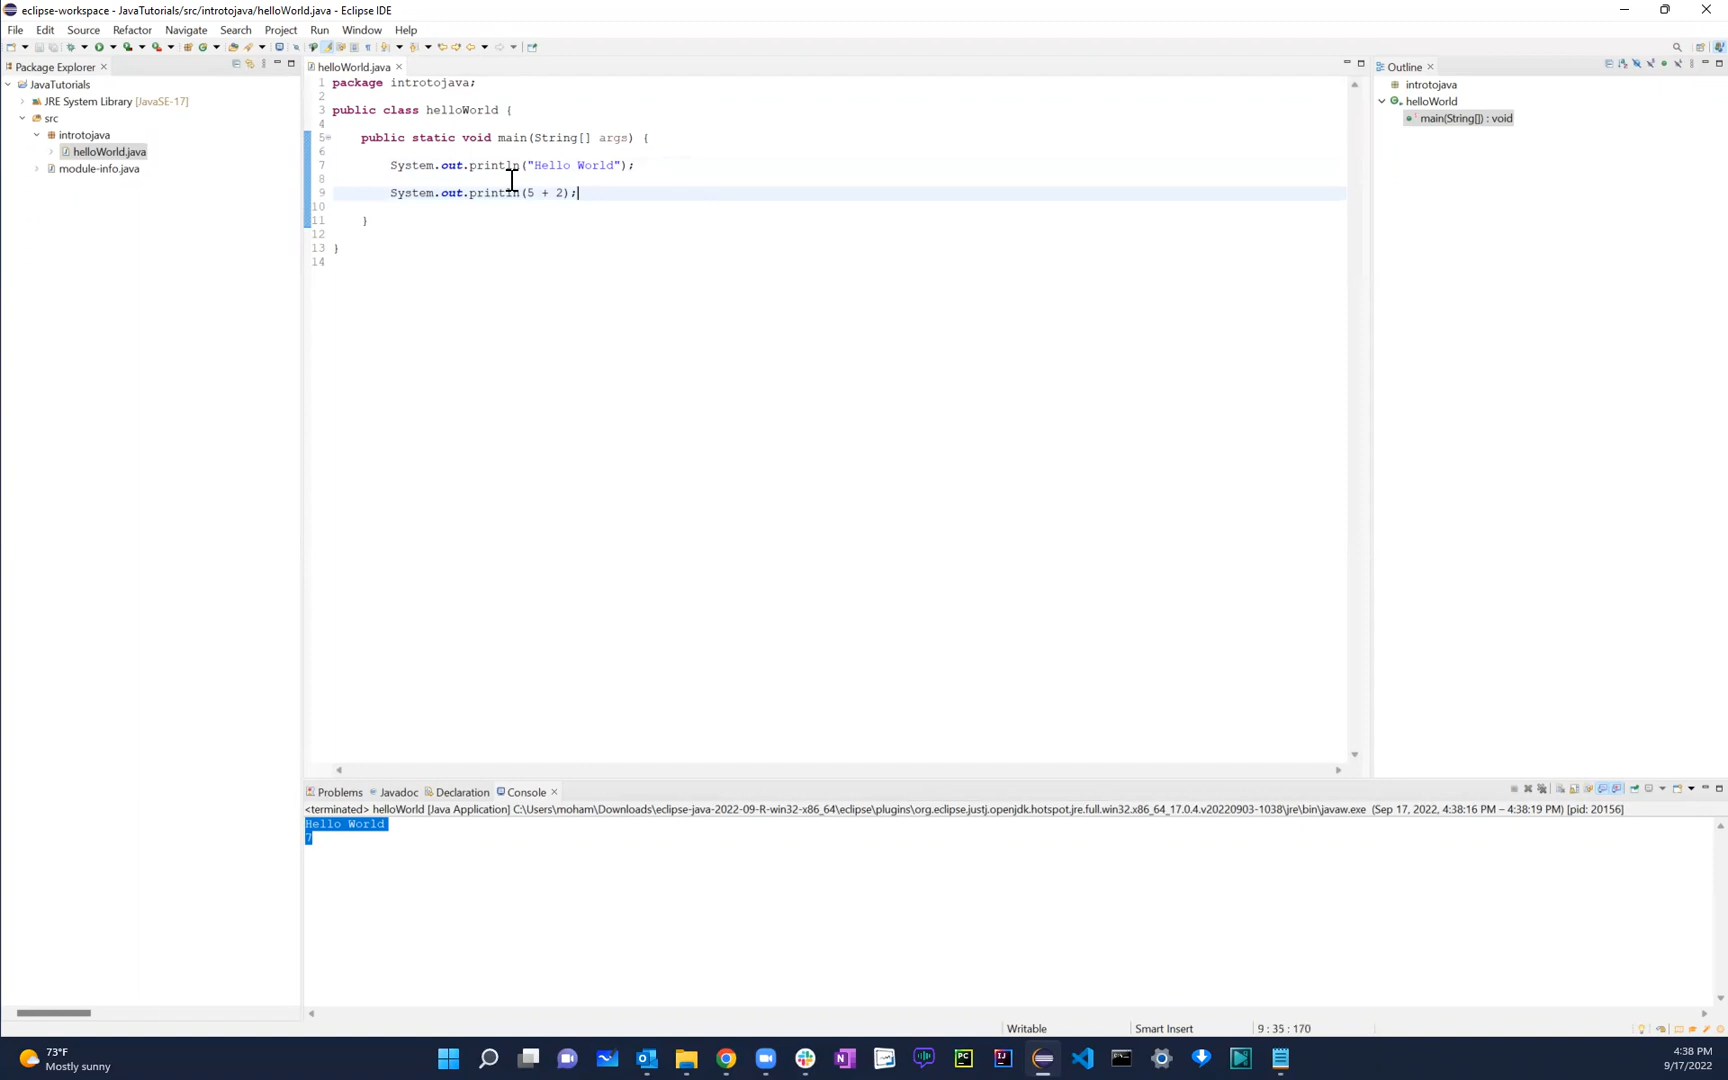 eclipse-workspace - JavaTutorials/src/introtojava/helloWorld.java - Eclipse IDE
File Edit Source Refactor Navigate Search Project Run Window Help
Package Explorer
JavaTutorials
JRE System Library [JavaSE-17]
src
introtojava
helloWorld.java
module-info.java
helloWorld.java
1 package introtojava;
2
3 public class helloWorld {
4
5 public static void main(String[] args) {
6
7 System.out.println("Hello World");
8
9 System.out.println(5 + 2);
10
11 }
12
13 }
14
Outline
introtojava
helloWorld
main(String[]) : void
Problems Javadoc Declaration Console
<terminated> helloWorld [Java Application] C:\Users\moham\Downloads\eclipse-java-2022-09-R-win32-x86_64\eclipse\plugins\org.eclipse.justj.openjdk.hotspot.jre.full.win32.x86_64_17.0.4.v20220903-1038\jre\bin\javaw.exe (Sep 17, 2022, 4:38:16 PM – 4:38:19 PM) [pid: 20156]
Hello World
7
Writable Smart Insert 9 : 35 : 170
73°F
Mostly sunny
4:38 PM
9/17/2022